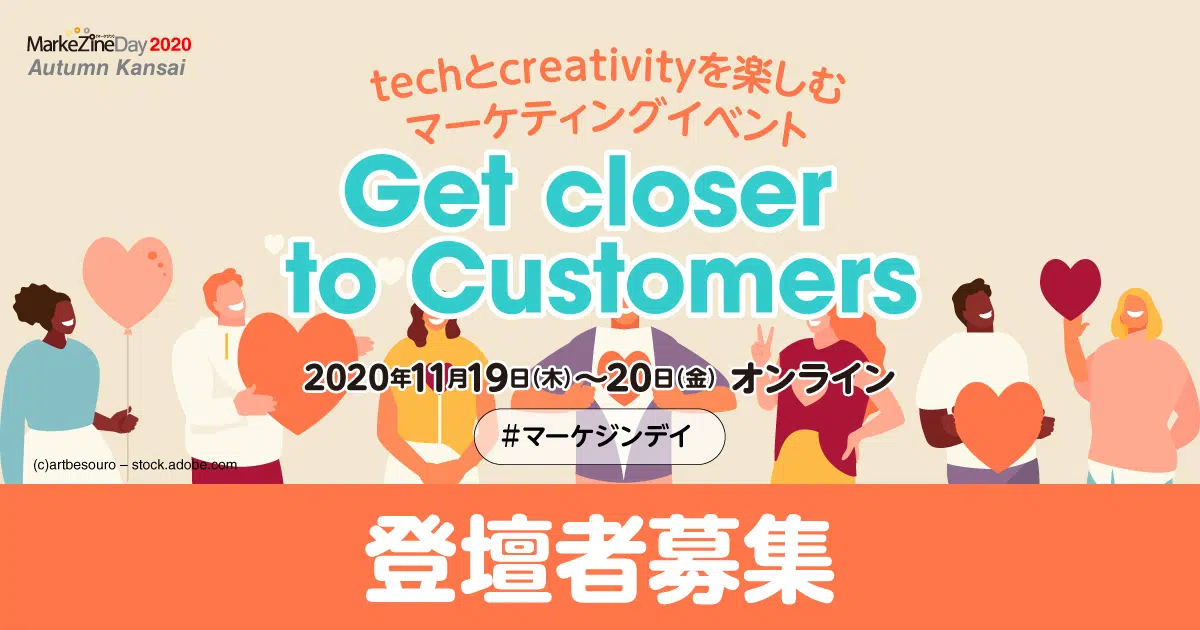 MarkeZineDay 2020
Autumn Kansai
techとcreativityを楽しむ
マーケティングイベント
Get closer
to Customers
2020年11月19日(木)～20日(金) オンライン
#マーケジンデイ
(c)artbesouro – stock.adobe.com
登壇者募集